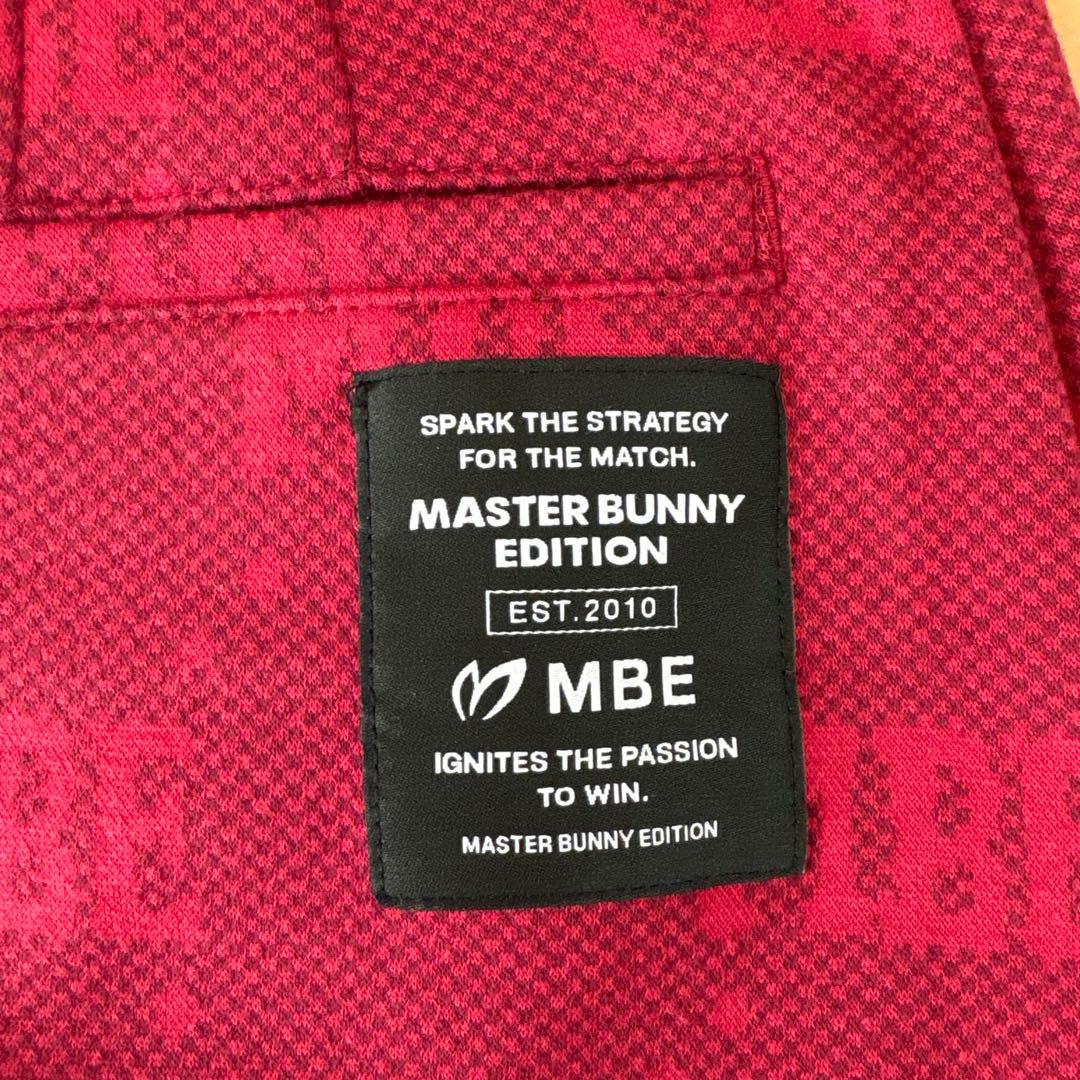 SPARK THE STRATEGY
FOR THE MATCH.
MASTER BUNNY
EDITION
EST.2010
MBE
IGNITES THE PASSION
TO WIN.
MASTER BUNNY EDITION